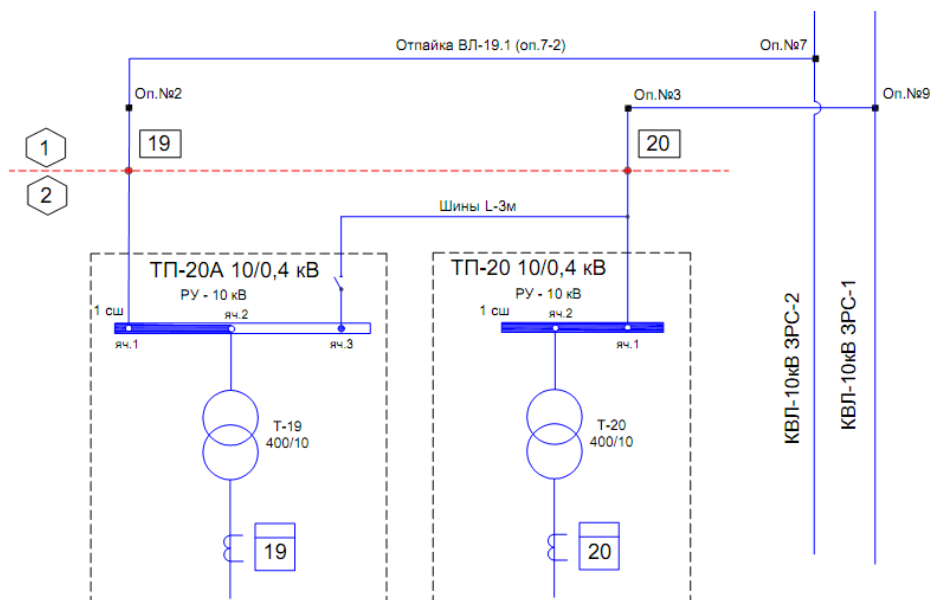 Отпайка ВЛ-19.1 (оп.7-2)
Оп.№7
Оп.№2
Оп.№3
Оп.№9
1
19
20
2
Шины L-3м
ТП-20А 10/0,4 кВ
РУ - 10 кВ
1 сш
яч.2
яч.1
яч.3
ТП-20 10/0,4 кВ
РУ - 10 кВ
1 сш
яч.2
яч.1
Т-19
400/10
Т-20
400/10
19
20
КВЛ-10кВ ЗРС-2
КВЛ-10кВ ЗРС-1